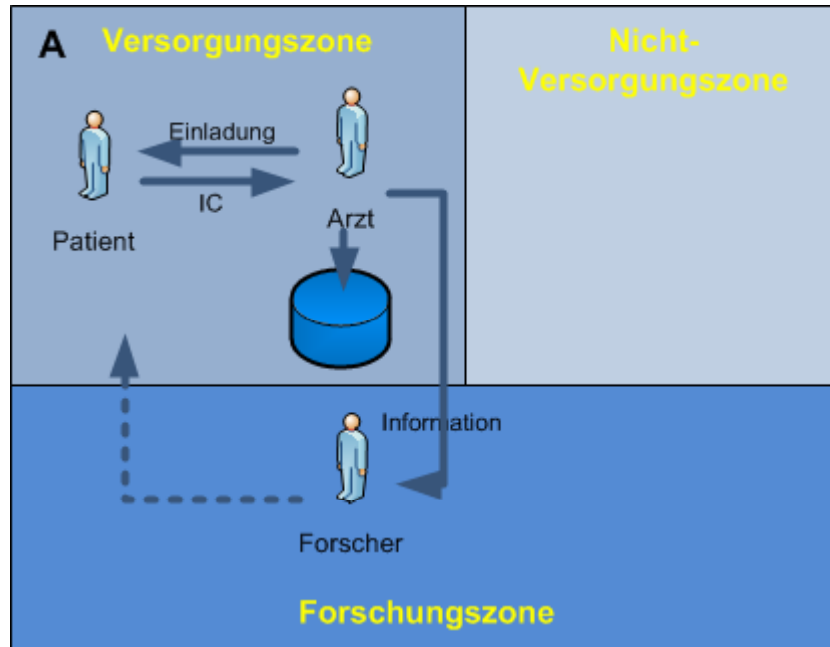 A
Versorgungszone
Nicht-
Versorgungszone
Einladung
IC
Patient
Arzt
Information
Forscher
Forschungszone